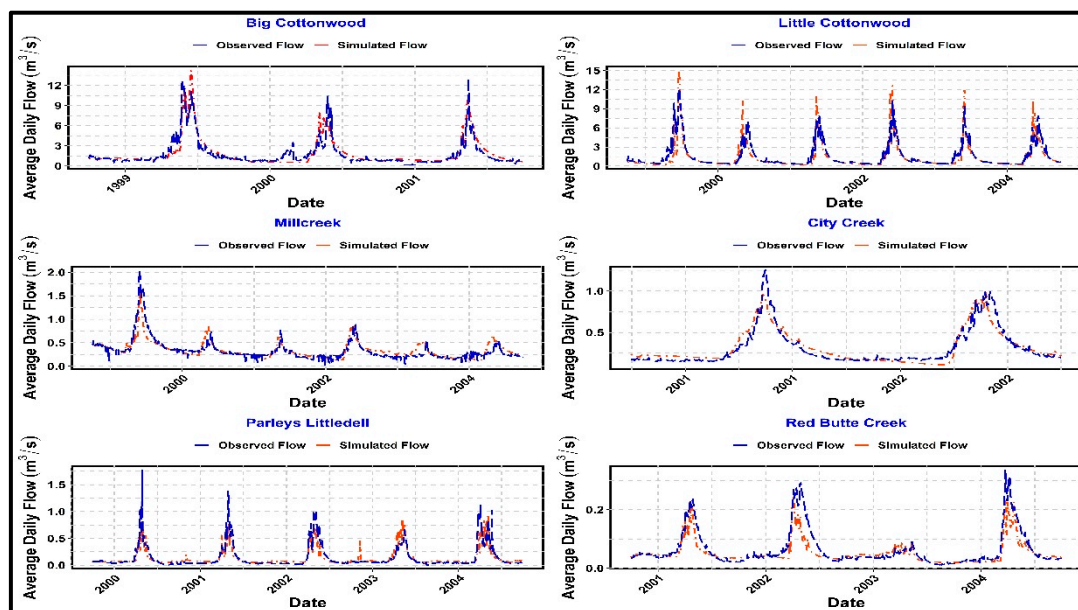 Big Cottonwood
Observed Flow Simulated Flow
Average Daily Flow (m³/s)
12
9
6
3
0
1999
2000
2001
Date
Little Cottonwood
Observed Flow Simulated Flow
Average Daily Flow (m³/s)
15
12
9
6
3
0
2000
2002
2004
Date
Millcreek
Observed Flow Simulated Flow
Average Daily Flow (m³/s)
2.0
1.5
1.0
0.5
0.0
2000
2002
2004
Date
City Creek
Observed Flow Simulated Flow
Average Daily Flow (m³/s)
1.0
0.5
2001
2001
2002
2002
Date
Parleys Littledell
Observed Flow SImulated Flow
Average Daily Flow (m³/s)
1.5
1.0
0.5
0.0
2000
2001
2002
2003
2004
Date
Red Butte Creek
Observed Flow SImulated Flow
Average Daily Flow (m³/s)
0.2
0.0
2001
2002
2003
2004
Date